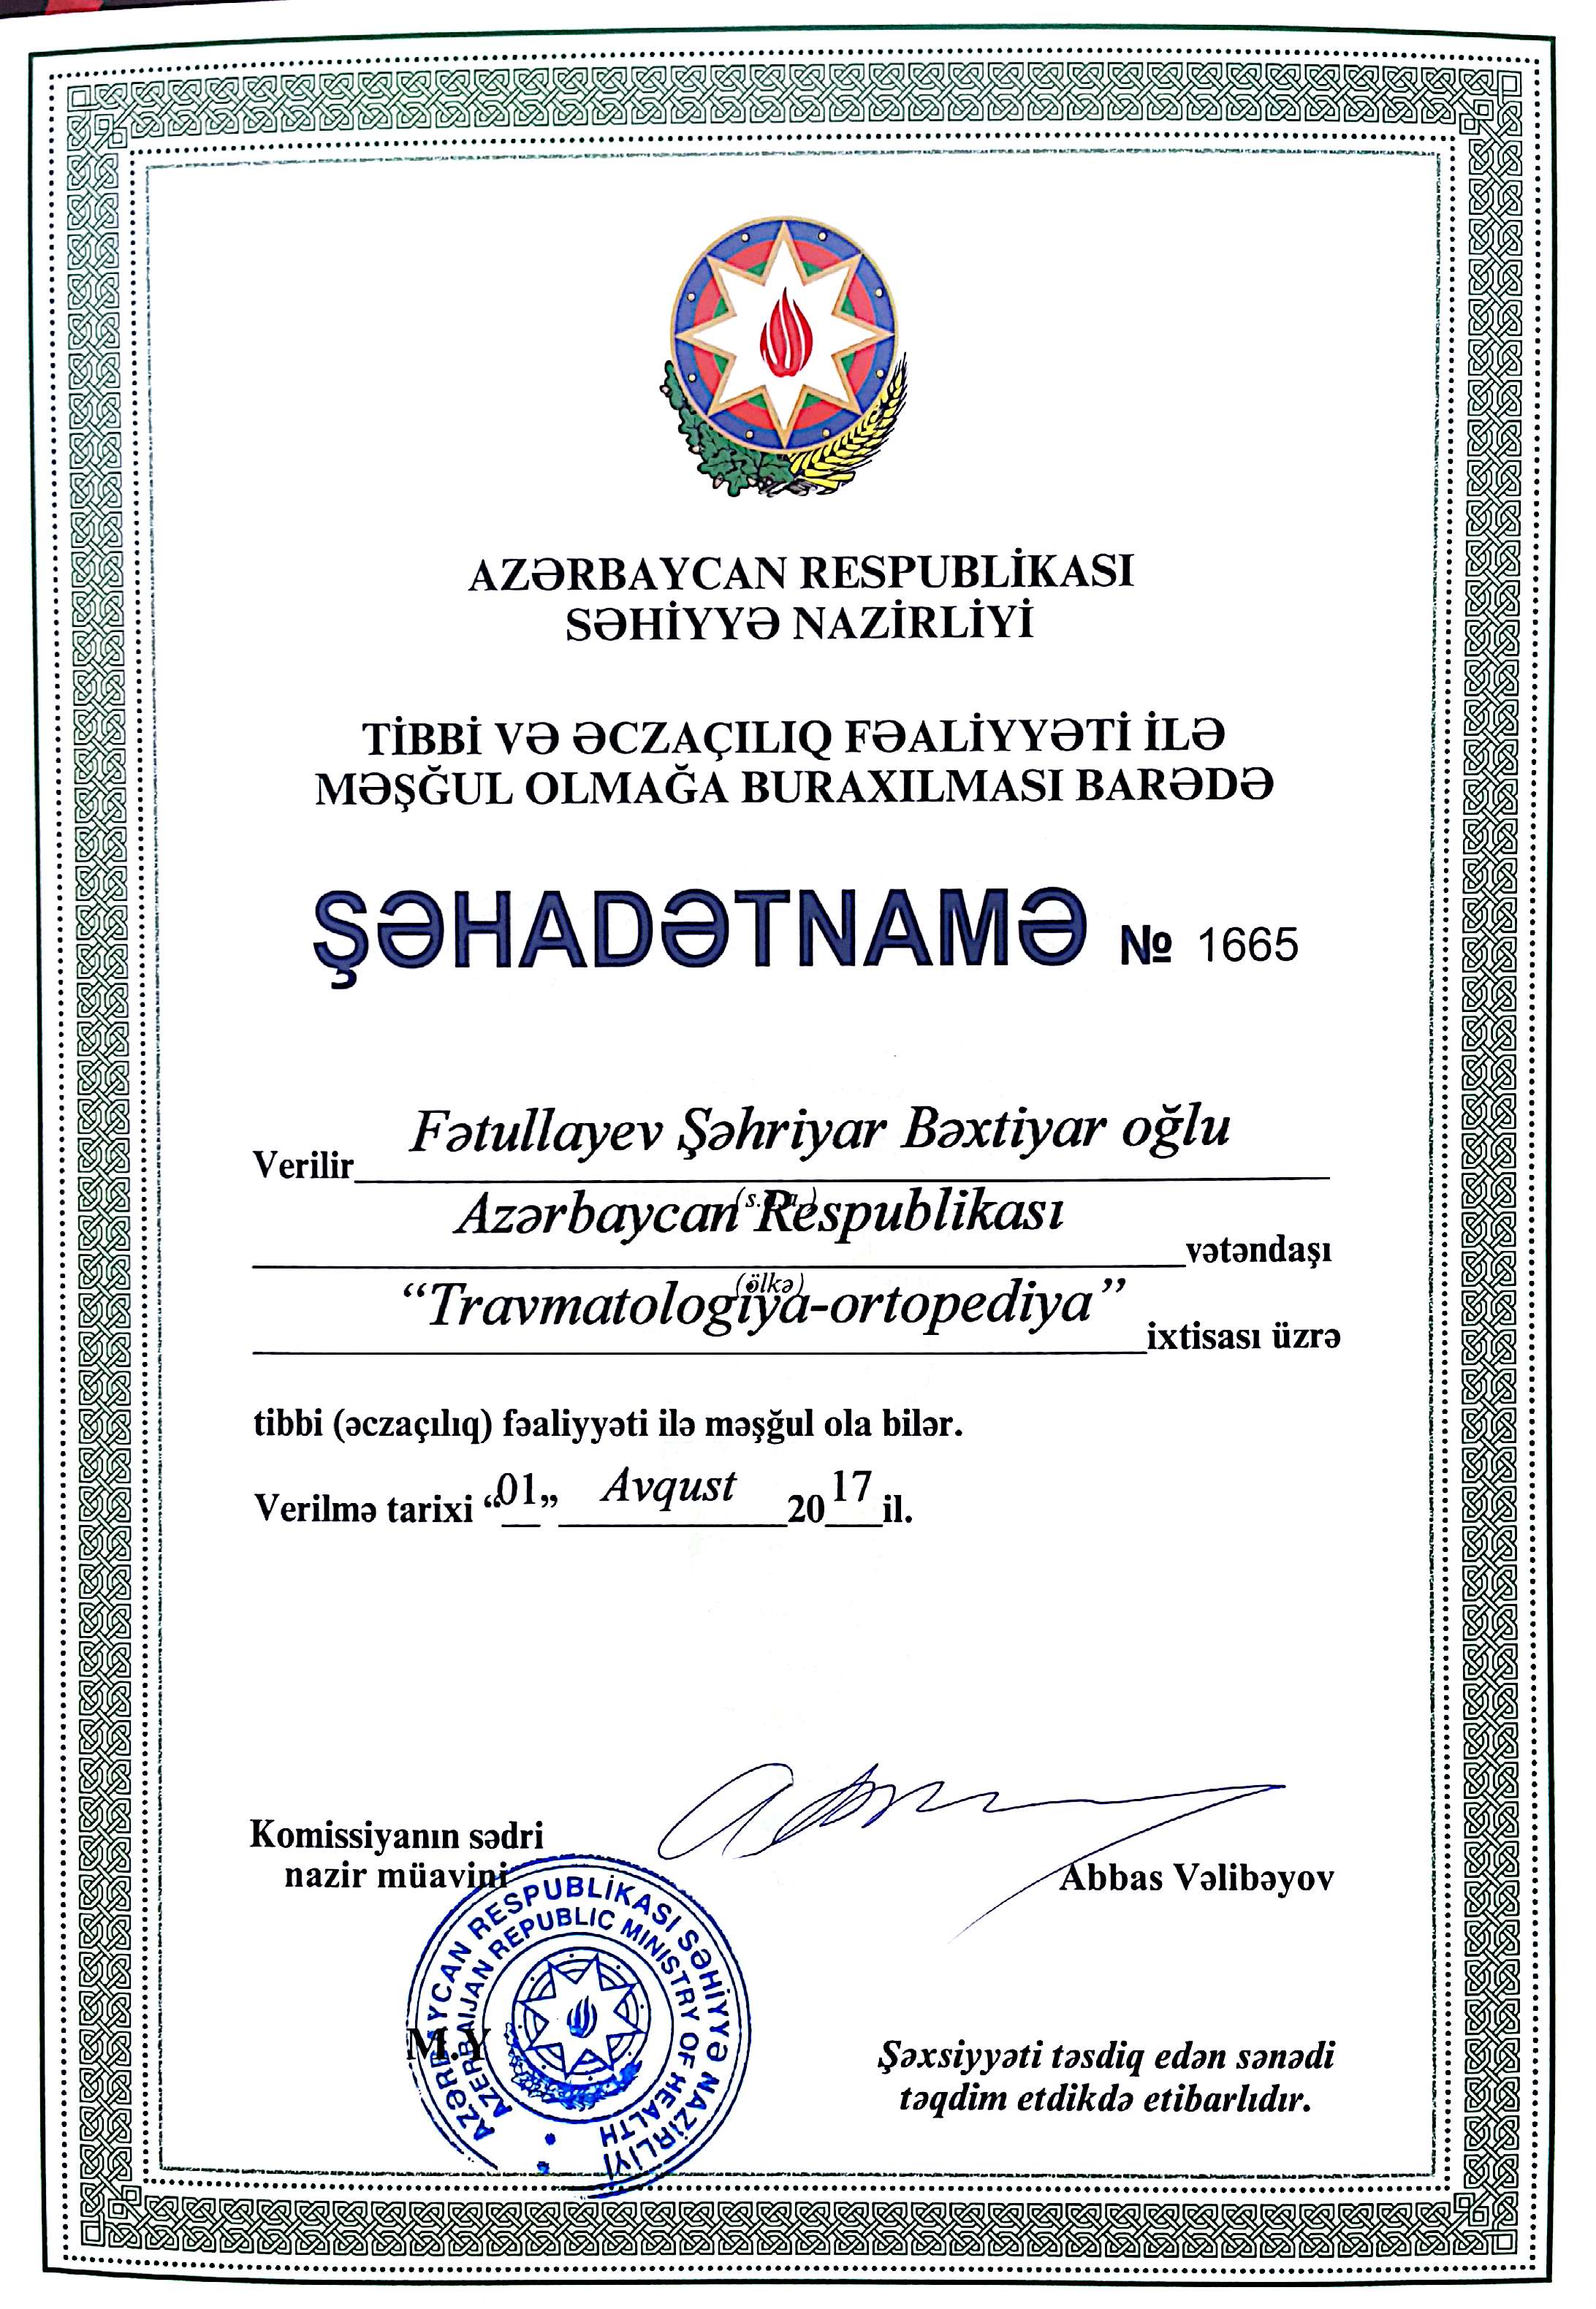 AZƏRBAYCAN RESPUBLİKASI
SƏHİYYƏ NAZİRLİYİ
TİBBİ VƏ ƏCZAÇILIQ FƏALİYYƏTİ İLƏ
MƏŞĞUL OLMAĞA BURAXILMASI BARƏDƏ
ŞƏHADƏTNAMƏ № 1665
Verilir Fətullayev Şəhriyar Bəxtiyar oğlu
Azərbaycan Respublikası vətəndaşı
(ölkə)
“Travmatologiya-ortopediya” ixtisası üzrə
tibbi (əczaçılıq) fəaliyyəti ilə məşğul ola bilər.
Verilmə tarixi “01” Avqust 2017 il.
Komissiyanın sədri
nazir müavini
Abbas Vəlibəyov
AZƏRBAYCAN RESPUBLİKASI SƏHİYYƏ NAZİRLİYİ
AZERBAIJAN REPUBLIC MINISTRY OF HEALTH
M.Y
Şəxsiyyəti təsdiq edən sənədi
təqdim etdikdə etibarlıdır.